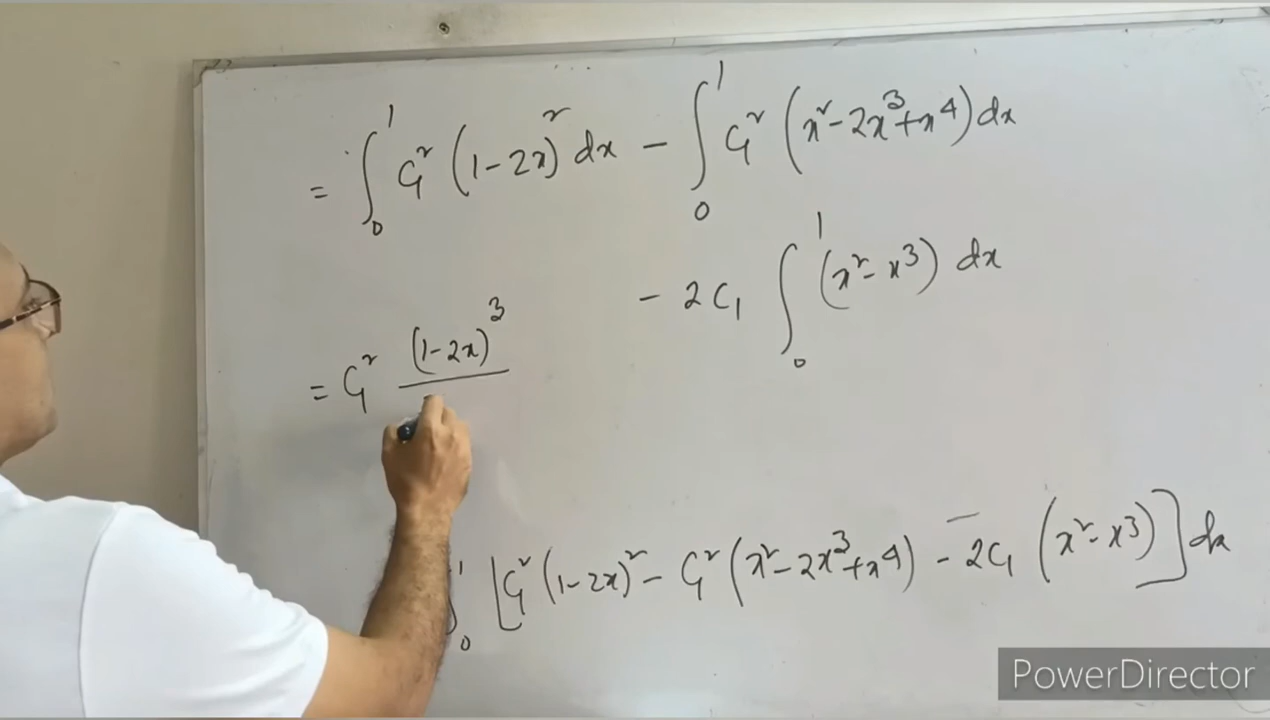 = ∫₀¹ C₁² (1-2x)² dx - ∫₀¹ C₁² (x²-2x³+x⁴) dx
- 2C₁ ∫₀¹ (x²-x³) dx
= C₁² (1-2x)³
∫₀¹ [C₁² (1-2x)² - C₁² (x²-2x³+x⁴) - 2C₁ (x²-x³)] dx
PowerDirector